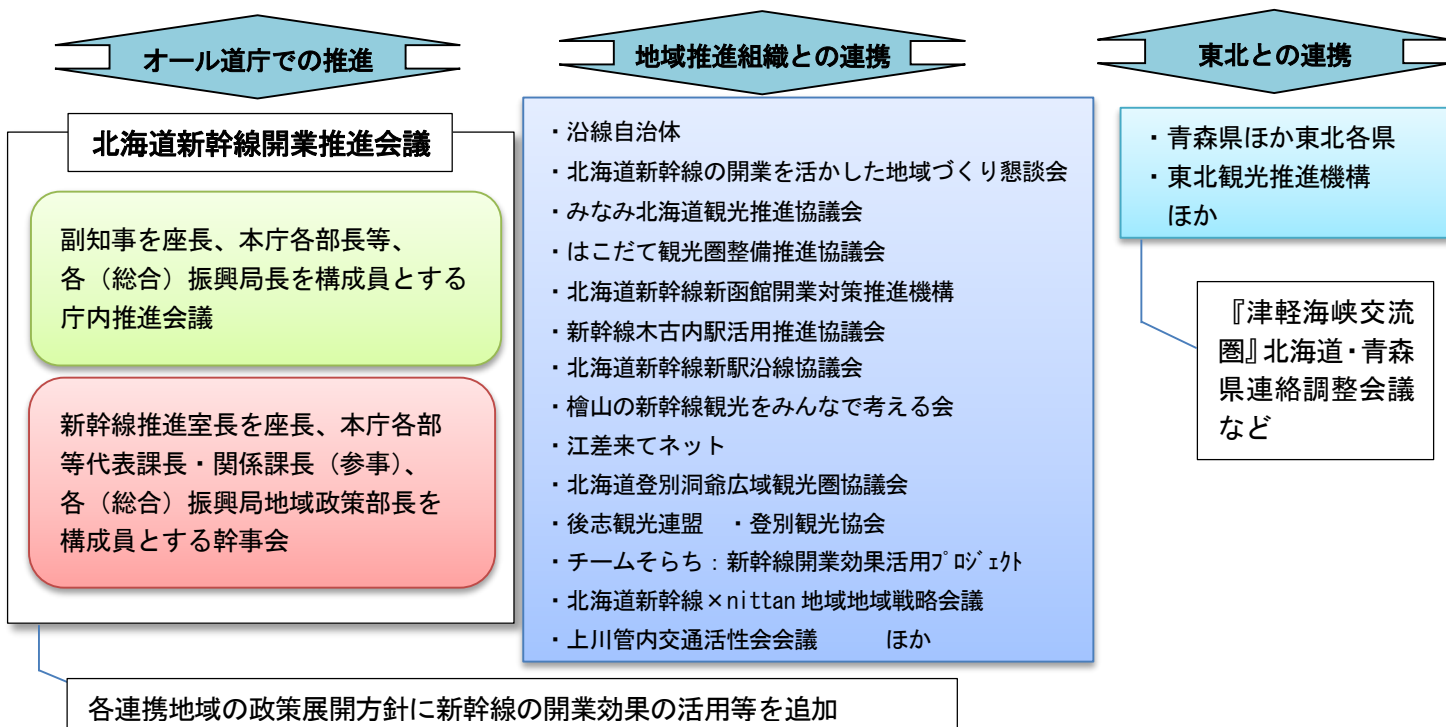 オール道庁での推進
地域推進組織との連携
東北との連携
北海道新幹線開業推進会議
副知事を座長、本庁各部長等、
各（総合）振興局長を構成員とする
庁内推進会議
新幹線推進室長を座長、本庁各部
等代表課長・関係課長（参事）、
各（総合）振興局地域政策部長を
構成員とする幹事会
・沿線自治体
・北海道新幹線の開業を活かした地域づくり懇談会
・みなみ北海道観光推進協議会
・はこだて観光圏整備推進協議会
・北海道新幹線新函館開業対策推進機構
・新幹線木古内駅活用推進協議会
・北海道新幹線新駅沿線協議会
・檜山の新幹線観光をみんなで考える会
・江差来てネット
・北海道登別洞爺広域観光圏協議会
・後志観光連盟　・登別観光協会
・チームそらち：新幹線開業効果活用ﾌﾟﾛｼﾞｪｸﾄ
・北海道新幹線×nittan 地域地域戦略会議
・上川管内交通活性会会議　　ほか
・青森県ほか東北各県
・東北観光推進機構
ほか
『津軽海峡交流
圏』北海道・青森
県連絡調整会議
など
各連携地域の政策展開方針に新幹線の開業効果の活用等を追加